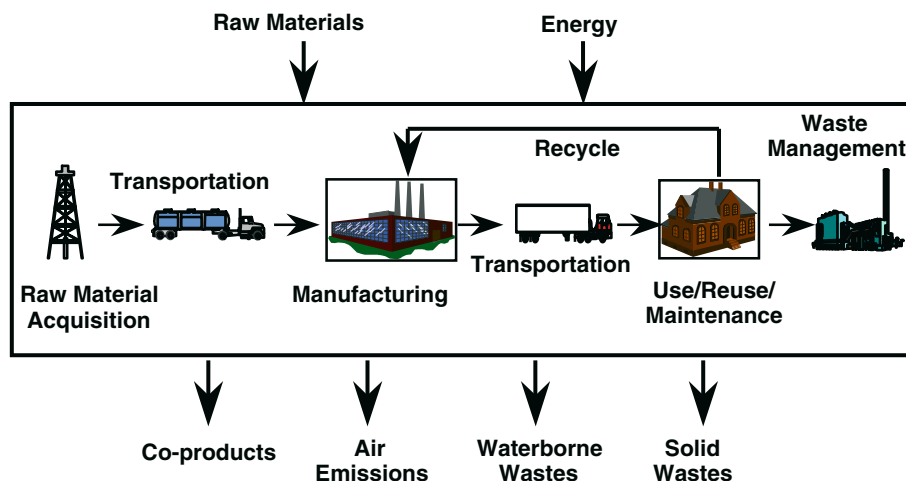 Raw Materials
Energy
Recycle
Waste
Management
Transportation
Raw Material
Acquisition
Manufacturing
Transportation
Use/Reuse/
Maintenance
Co-products
Air
Emissions
Waterborne
Wastes
Solid
Wastes